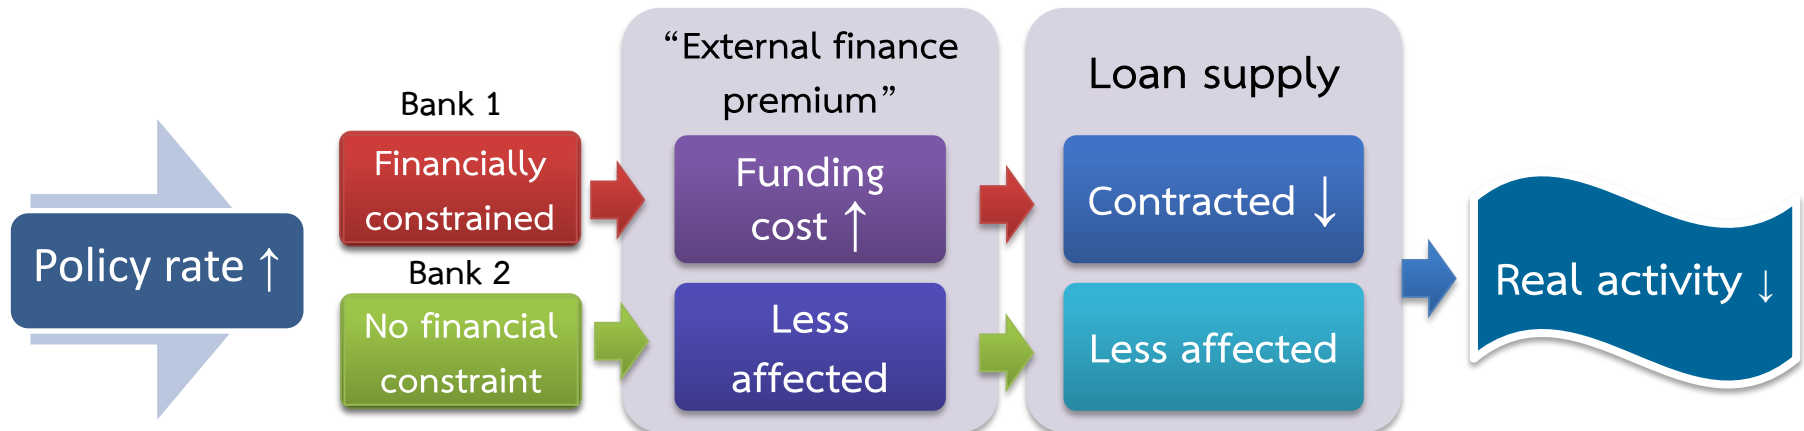 Policy rate ↑
Bank 1
Financially
constrained
Bank 2
No financial
constraint
“External finance
premium”
Funding
cost ↑
Less
affected
Loan supply
Contracted ↓
Less affected
Real activity ↓